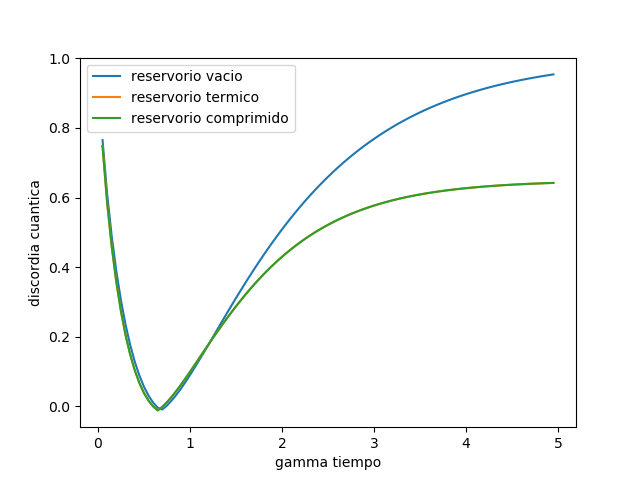 reservorio vacio
reservorio termico
reservorio comprimido
discordia cuantica
1.0
0.8
0.6
0.4
0.2
0.0
0 1 2 3 4 5
gamma tiempo